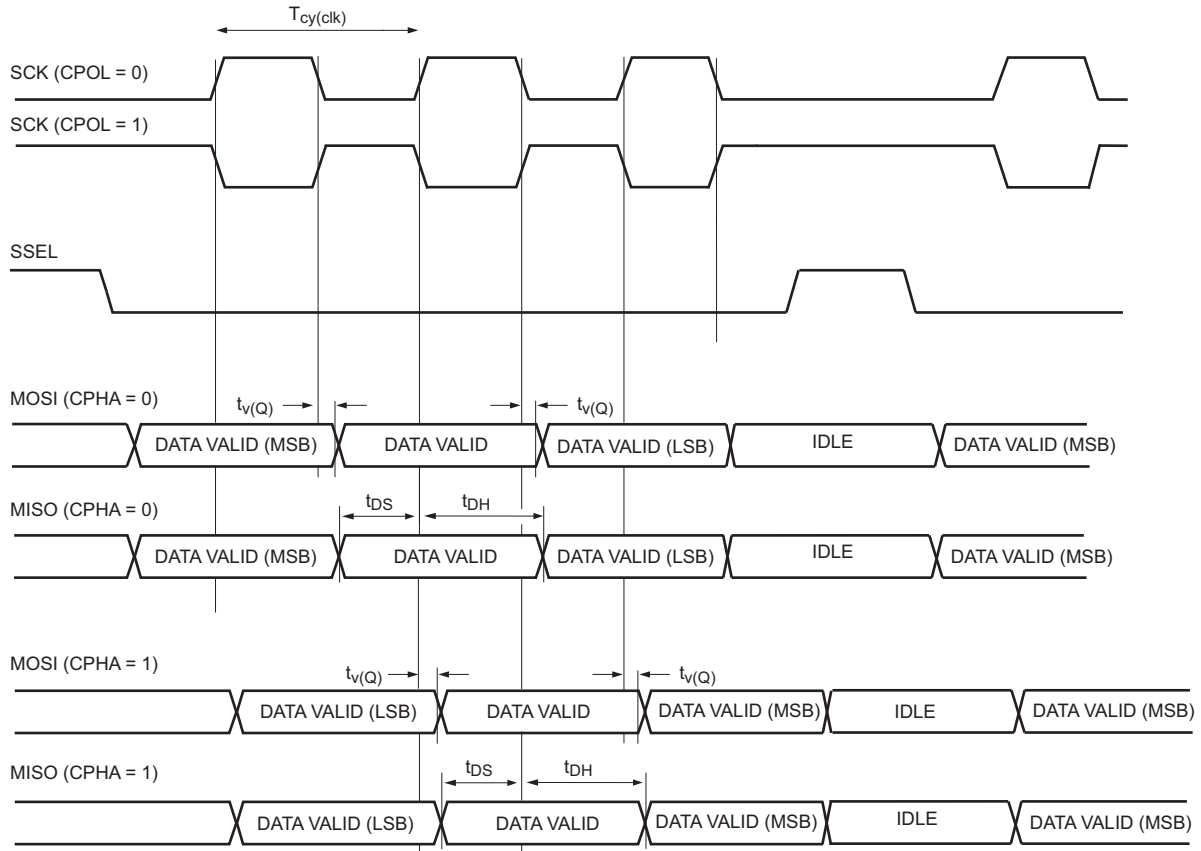 Tcy(clk)
SCK (CPOL = 0)
SCK (CPOL = 1)
SSEL
MOSI (CPHA = 0)
tv(Q) tv(Q)
DATA VALID (MSB) DATA VALID DATA VALID (LSB) IDLE DATA VALID (MSB)
tDS tDH
MISO (CPHA = 0)
DATA VALID (MSB) DATA VALID DATA VALID (LSB) IDLE DATA VALID (MSB)
MOSI (CPHA = 1)
tv(Q) tv(Q)
DATA VALID (LSB) DATA VALID DATA VALID (MSB) IDLE DATA VALID (MSB)
MISO (CPHA = 1)
tDS tDH
DATA VALID (LSB) DATA VALID DATA VALID (MSB) IDLE DATA VALID (MSB)